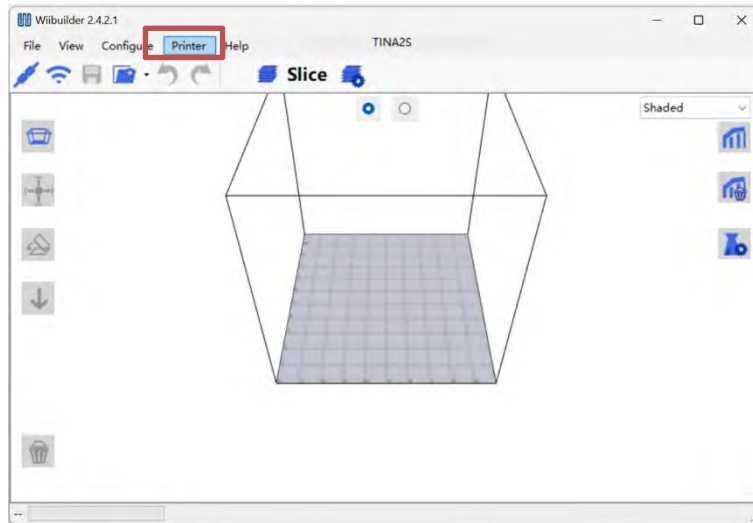 Wiibuilder 2.4.2.1
File View Configure Printer Help TINA2S
Slice
Shaded
--